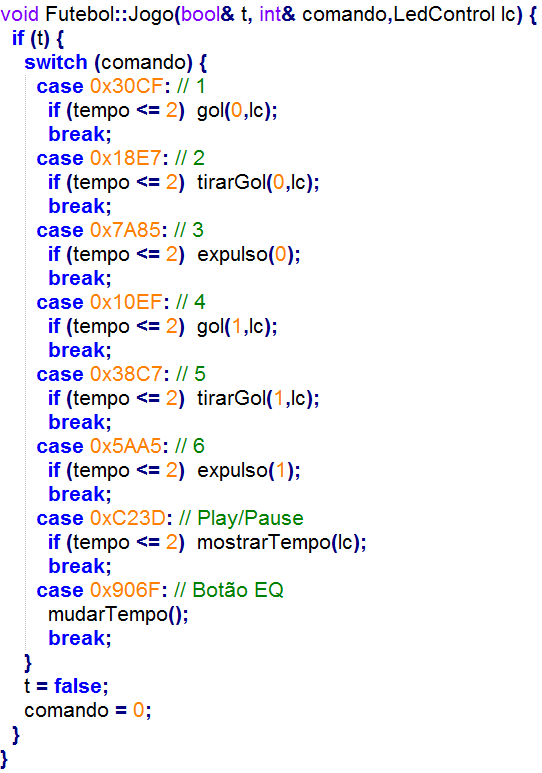 void Futebol::Jogo(bool& t, int& comando,LedControl lc) {
if (t) {
switch (comando) {
case 0x30CF: // 1
if (tempo <= 2)  gol(0,lc);
break;
case 0x18E7: // 2
if (tempo <= 2)  tirarGol(0,lc);
break;
case 0x7A85: // 3
if (tempo <= 2)  expulso(0);
break;
case 0x10EF: // 4
if (tempo <= 2)  gol(1,lc);
break;
case 0x38C7: // 5
if (tempo <= 2)  tirarGol(1,lc);
break;
case 0x5AA5: // 6
if (tempo <= 2)  expulso(1);
break;
case 0xC23D: // Play/Pause
if (tempo <= 2)  mostrarTempo(lc);
break;
case 0x906F: // Botão EQ
mudarTempo();
break;
}
t = false;
comando = 0;
}
}